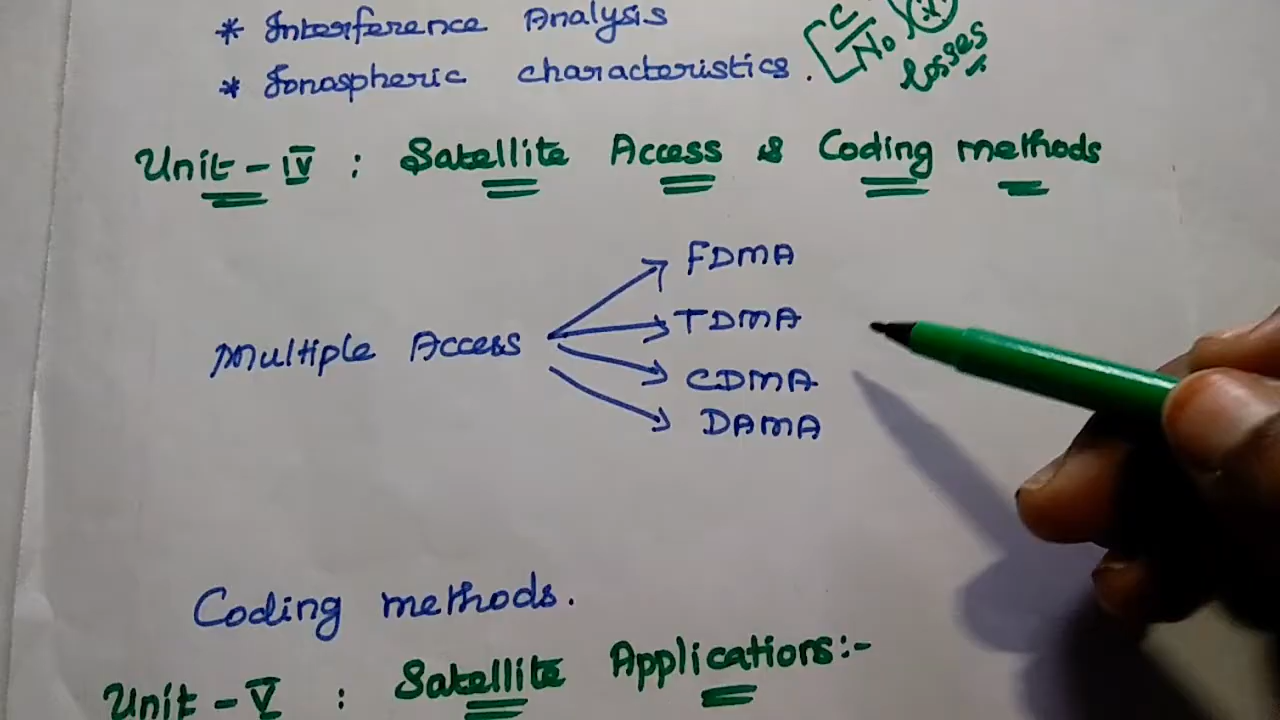 * Interference Analysis
* Ionospheric characteristics.
C/No
losses
Unit - IV : Satellite Access & Coding methods
FDMA
TDMA
Multiple Access
CDMA
DAMA
Coding methods.
Unit - V : Satellite Applications:-